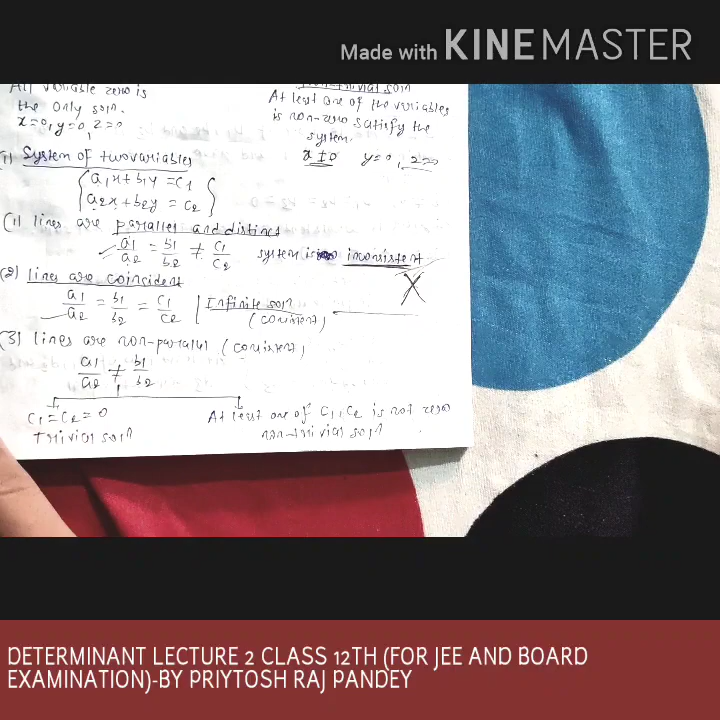 Made with KINEMASTER
All variable zero is
the only soln.
x=0, y=0, z=0
non-trivial soln
At least one of the variables
is non-zero satisfy the
system.
x ≠ 0 y=0, z=0
(1) System of two variables
a1x + b1y = c1
a2x + b2y = c2
(1) lines are parallel and distinct
a1/a2 = b1/b2 ≠ c1/c2 system is inconsistent
(2) lines are coincident
a1/a2 = b1/b2 = c1/c2 Infinite soln
(consistent)
(3) lines are non-parallel (consistent)
a1/a2 ≠ b1/b2
c1 = c2 = 0
Trivial soln
At least one of c1, c2 is not zero
non-trivial soln
DETERMINANT LECTURE 2 CLASS 12TH (FOR JEE AND BOARD
EXAMINATION)-BY PRIYTOSH RAJ PANDEY